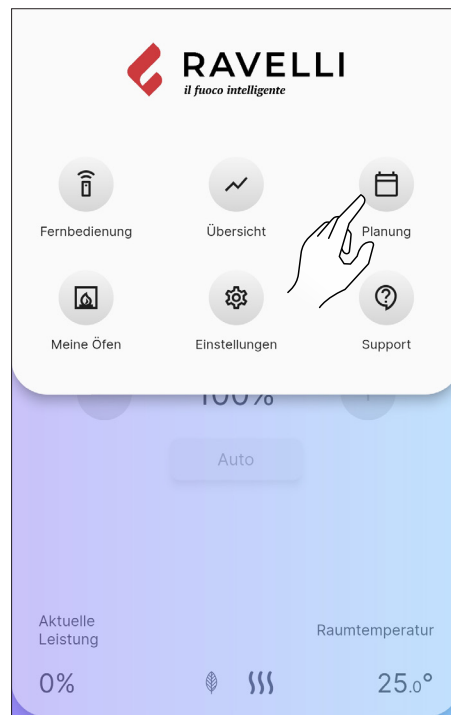 RAVELLI
il fuoco intelligente
Fernbedienung
Übersicht
Planung
Meine Öfen
Einstellungen
Support
100%
Auto
Aktuelle
Leistung
Raumtemperatur
0%
25.0°